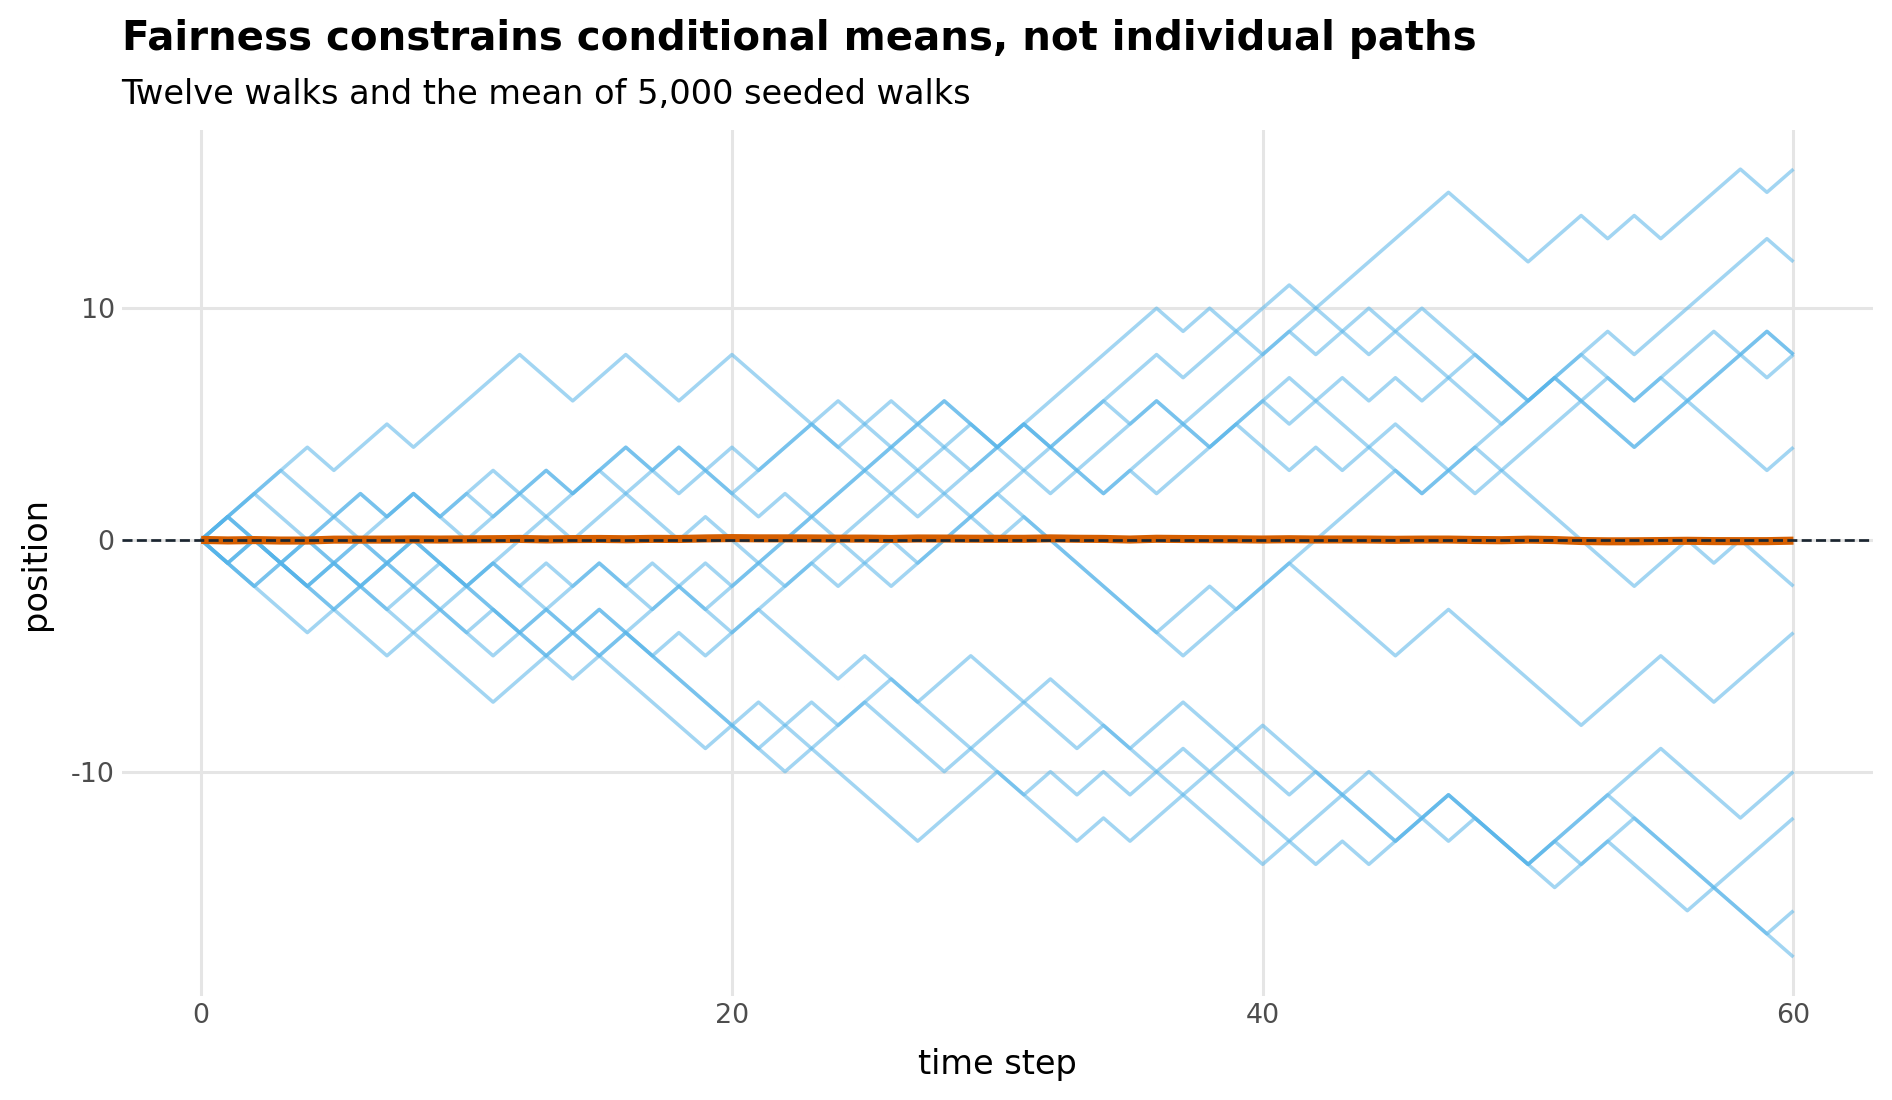 Fairness constrains conditional means, not individual paths
Twelve walks and the mean of 5,000 seeded walks
10
0
-10
position
0 20 40 60
time step